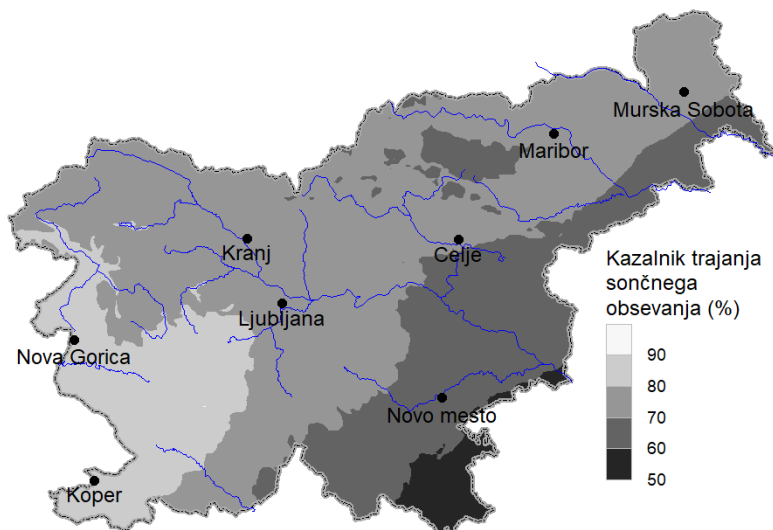 Murska Sobota
Maribor
Kranj
Celje
Ljubljana
Nova Gorica
Novo mesto
Koper
Kazalnik trajanja
sončnega
obsevanja (%)
90
80
70
60
50